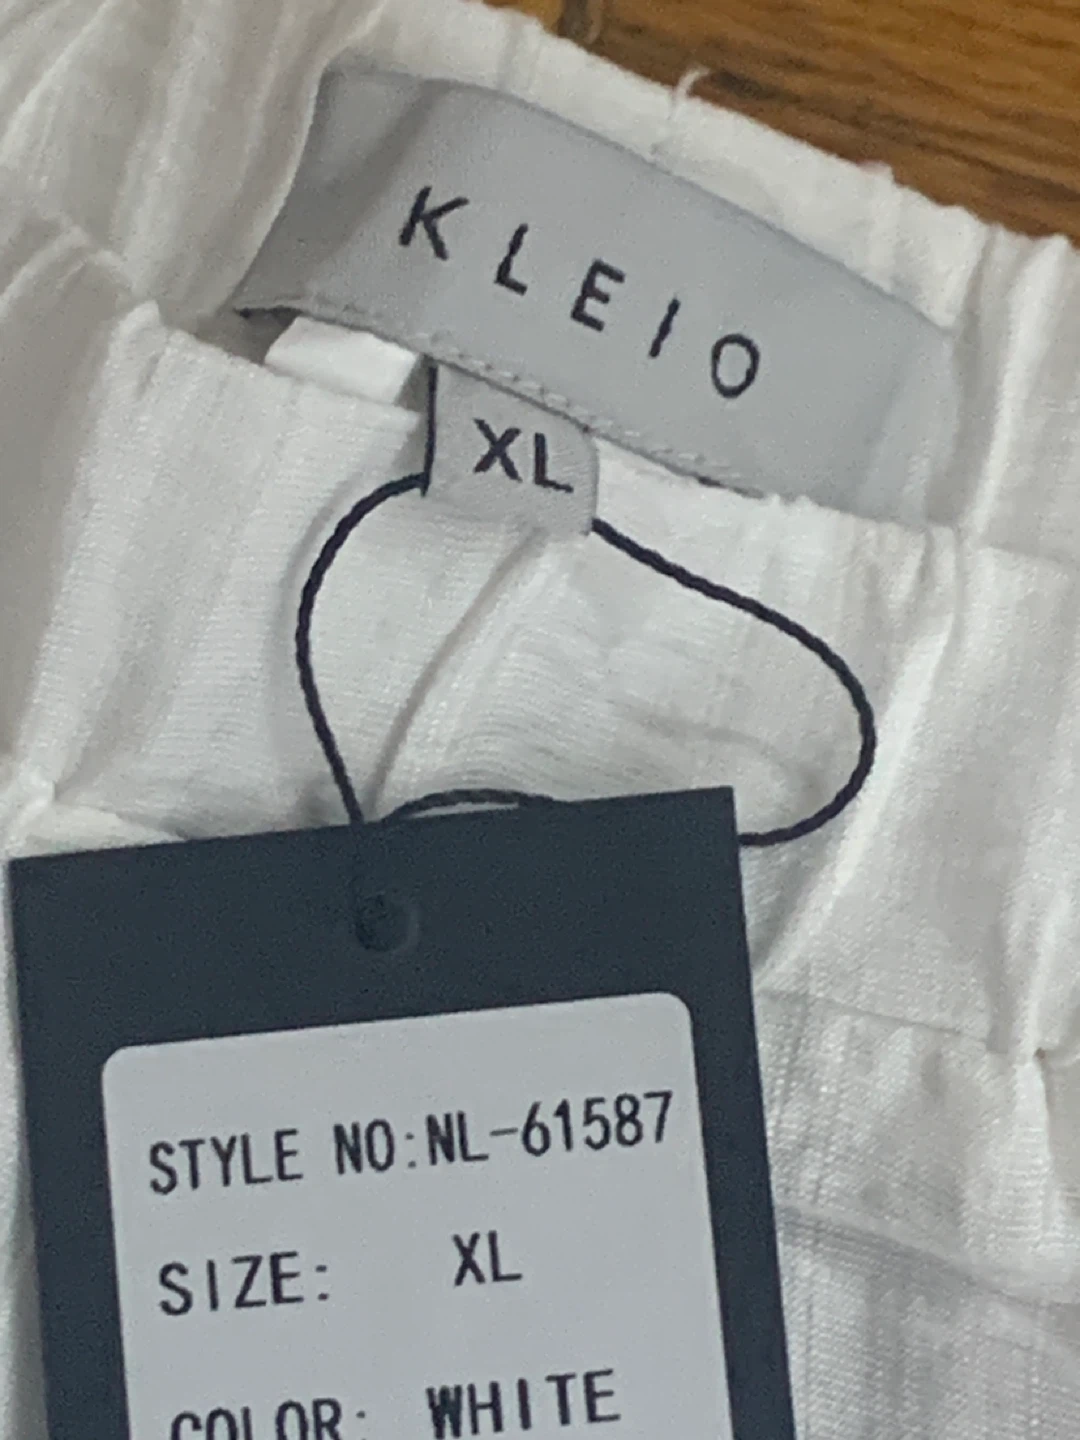 KLEIO
XL
STYLE NO:NL-61587
SIZE: XL
COLOR: WHITE